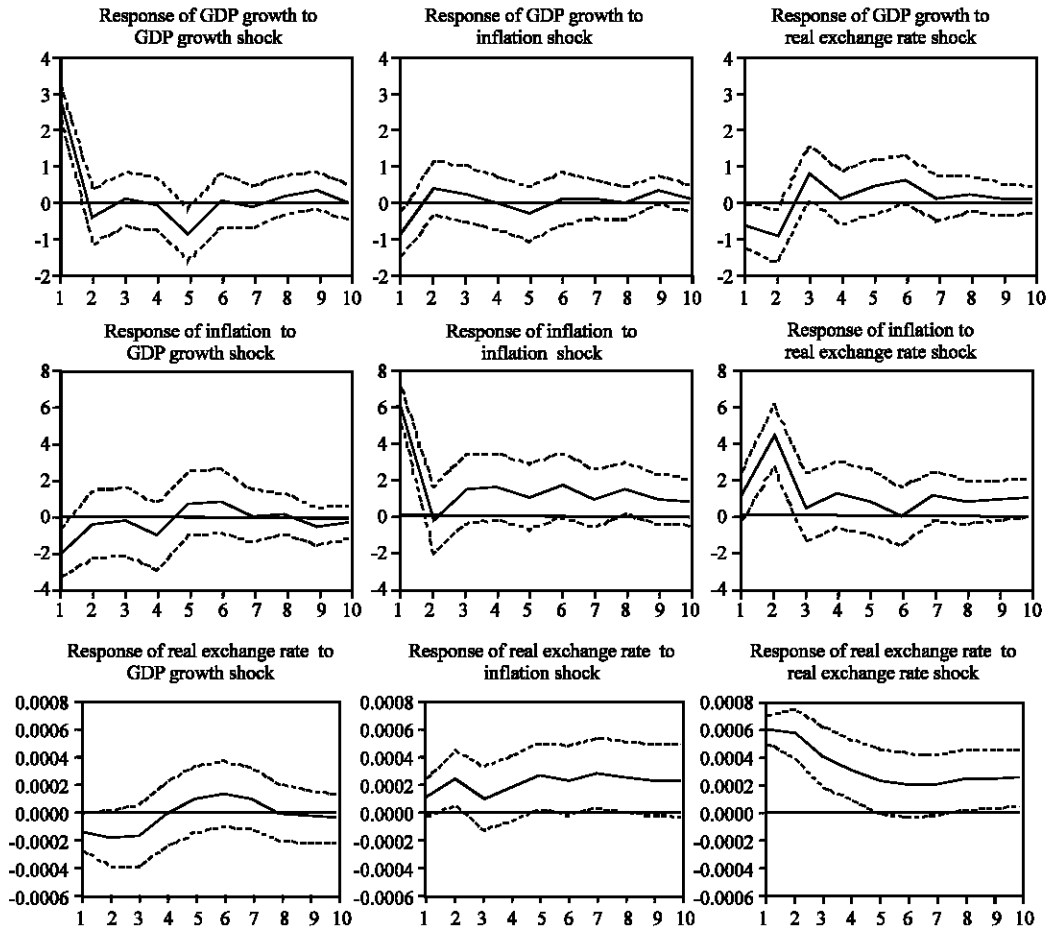 Response of GDP growth to
GDP growth shock
4
3
2
1
0
-1
-2
1 2 3 4 5 6 7 8 9 10
Response of GDP growth to
inflation shock
4
3
2
1
0
-1
-2
1 2 3 4 5 6 7 8 9 10
Response of GDP growth to
real exchange rate shock
4
3
2
1
0
-1
-2
1 2 3 4 5 6 7 8 9 10
Response of inflation to
GDP growth shock
8
6
4
2
0
-2
-4
1 2 3 4 5 6 7 8 9 10
Response of inflation to
inflation shock
8
6
4
2
0
-2
-4
1 2 3 4 5 6 7 8 9 10
Response of inflation to
real exchange rate shock
8
6
4
2
0
-2
-4
1 2 3 4 5 6 7 8 9 10
Response of real exchange rate to
GDP growth shock
0.0008
0.0006
0.0004
0.0002
0.0000
-0.0002
-0.0004
-0.0006
1 2 3 4 5 6 7 8 9 10
Response of real exchange rate to
inflation shock
0.0008
0.0006
0.0004
0.0002
0.0000
-0.0002
-0.0004
-0.0006
1 2 3 4 5 6 7 8 9 10
Response of real exchange rate to
real exchange rate shock
0.0008
0.0006
0.0004
0.0002
0.0000
-0.0002
-0.0004
-0.0006
1 2 3 4 5 6 7 8 9 10